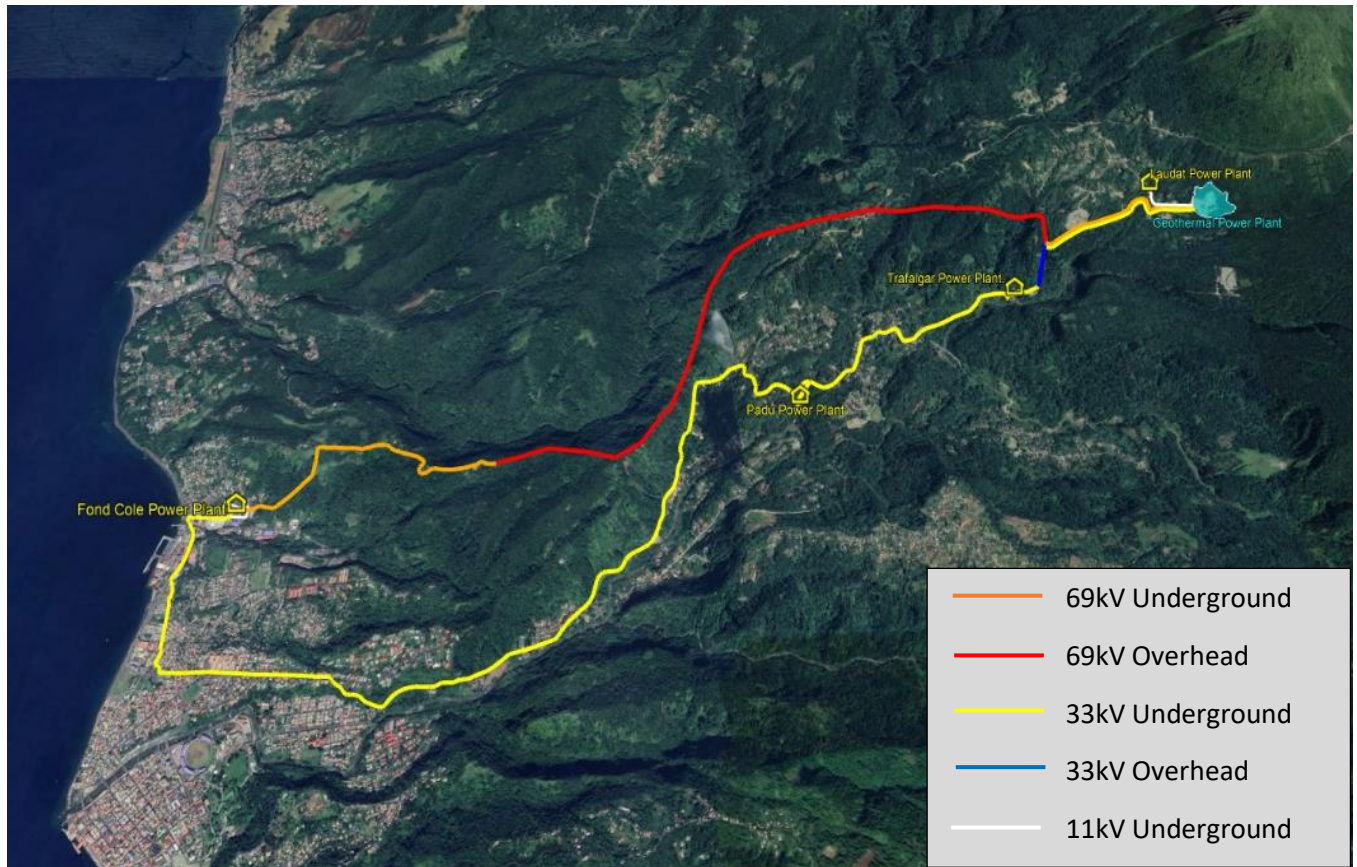 Laudat Power Plant
Geothermal Power Plant
Trafalgar Power Plant
Padu Power Plant
Fond Cole Power Plant
69kV Underground
69kV Overhead
33kV Underground
33kV Overhead
11kV Underground